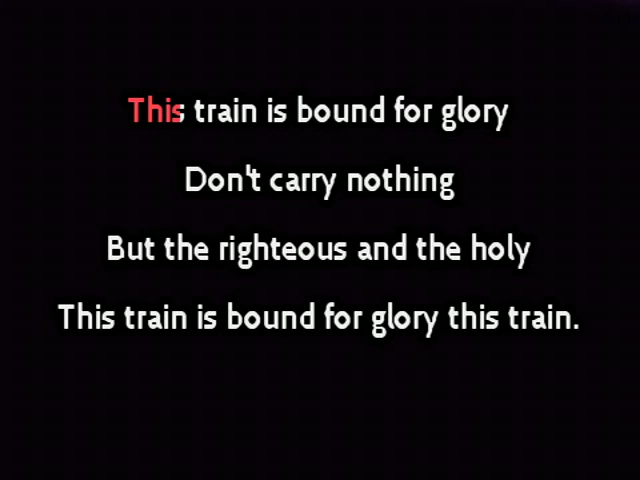 This train is bound for glory
Don't carry nothing
But the righteous and the holy
This train is bound for glory this train.